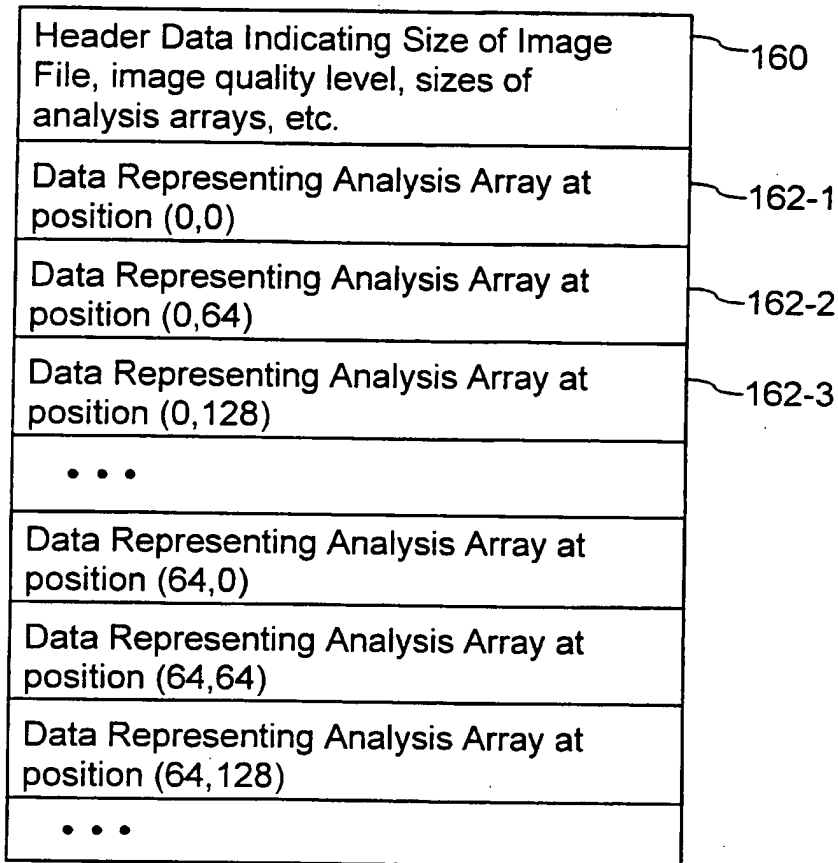 Header Data Indicating Size of Image
File, image quality level, sizes of
analysis arrays, etc.
160
Data Representing Analysis Array at
position (0,0)
162-1
Data Representing Analysis Array at
position (0,64)
162-2
Data Representing Analysis Array at
position (0,128)
162-3
• • •
Data Representing Analysis Array at
position (64,0)
Data Representing Analysis Array at
position (64,64)
Data Representing Analysis Array at
position (64,128)
• • •